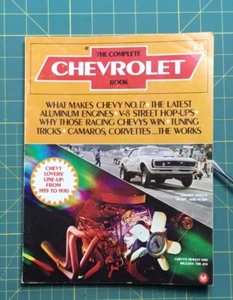 THE COMPLETE
CHEVROLET
BOOK
WHAT MAKES CHEVY NO. 1? • THE LATEST
ALUMINUM ENGINES • V-8 STREET HOP-UPS •
WHY THOSE RACING CHEVYS WIN • TUNING
TRICKS • CAMAROS, CORVETTES ... THE WORKS
CHEVY
LOVERS'
LINE-UP:
FROM
1955 TO 1970